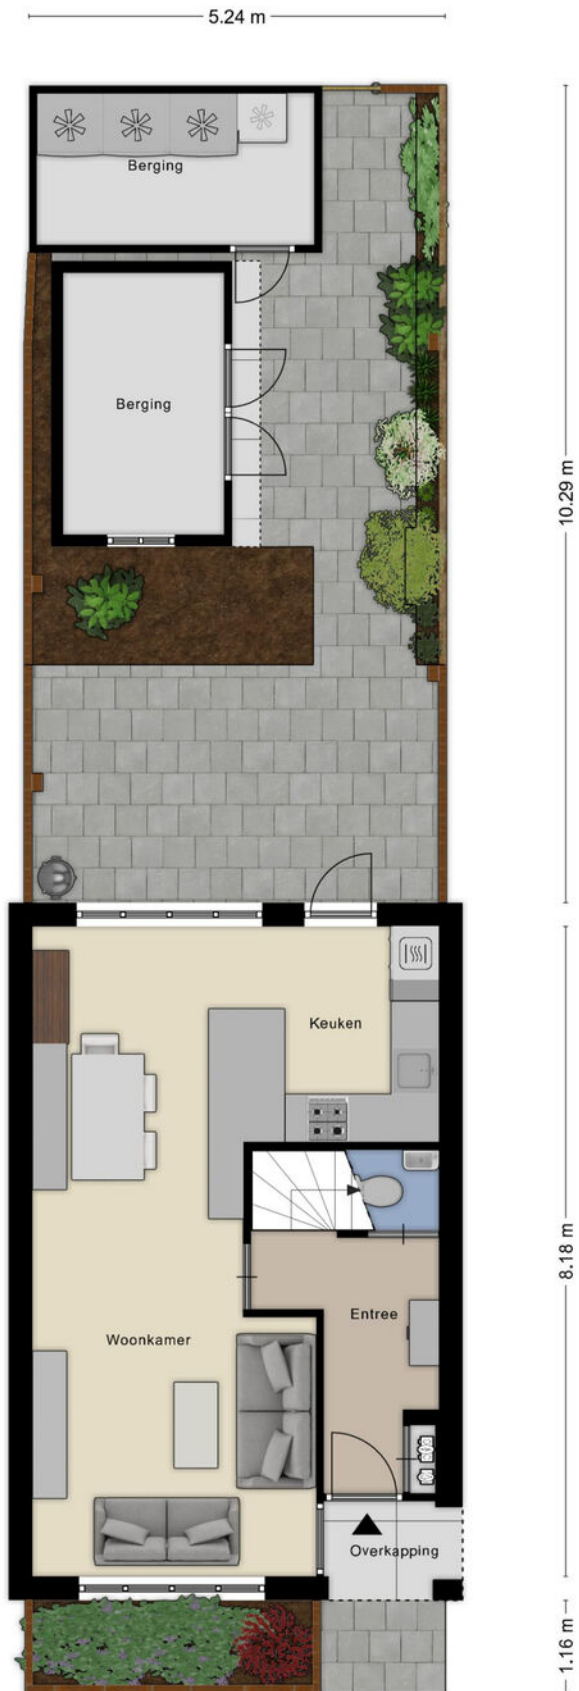 5.24 m
Berging
Berging
10.29 m
Keuken
8.18 m
Entree
Woonkamer
Overkapping
1.16 m